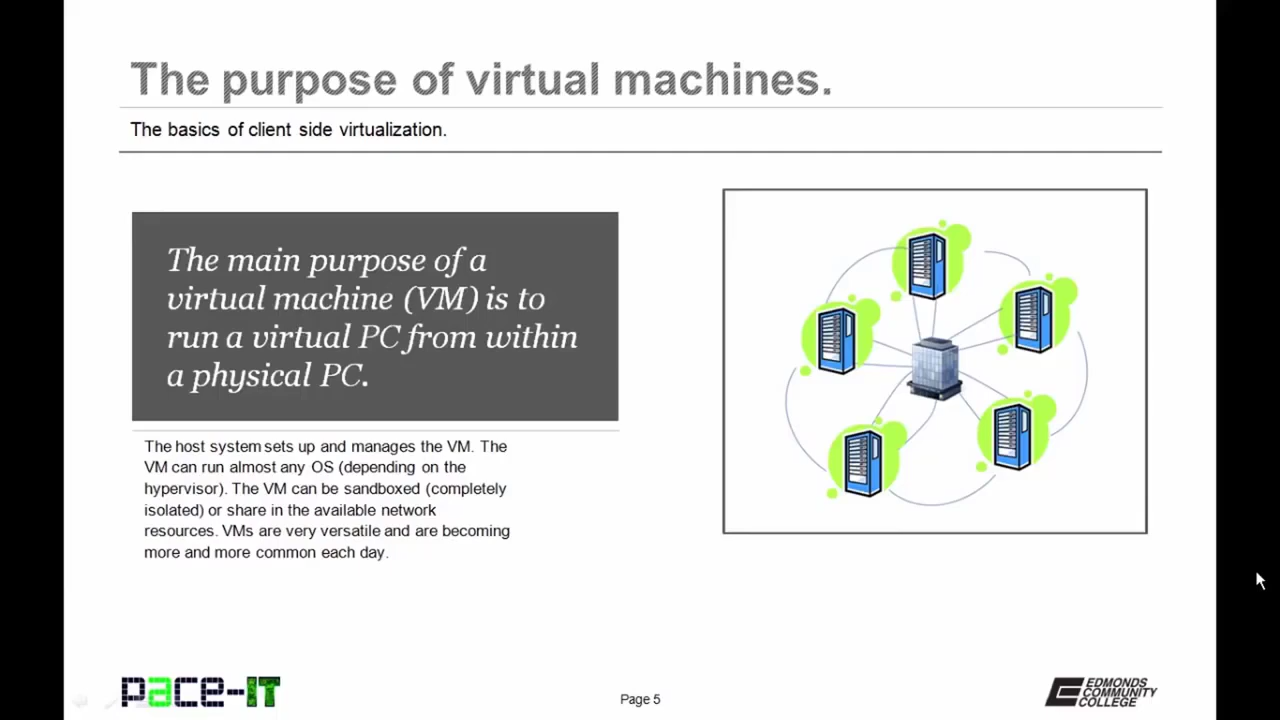 The purpose of virtual machines.
The basics of client side virtualization.
The main purpose of a
virtual machine (VM) is to
run a virtual PC from within
a physical PC.
The host system sets up and manages the VM. The
VM can run almost any OS (depending on the
hypervisor). The VM can be sandboxed (completely
isolated) or share in the available network
resources. VMs are very versatile and are becoming
more and more common each day.
pace-IT
Page 5
EDMONDS
COMMUNITY
COLLEGE